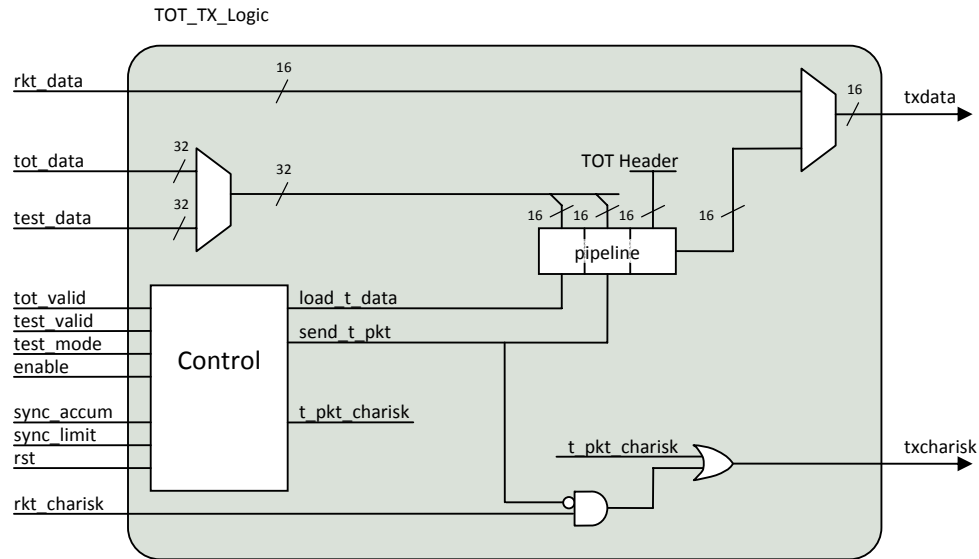 TOT_TX_Logic
rkt_data
16
16
txdata
tot_data
32
32
TOT Header
test_data
32
16
16
16
16
pipeline
tot_valid
test_valid
test_mode
enable
Control
load_t_data
send_t_pkt
sync_accum
sync_limit
rst
t_pkt_charisk
t_pkt_charisk
txcharisk
rkt_charisk